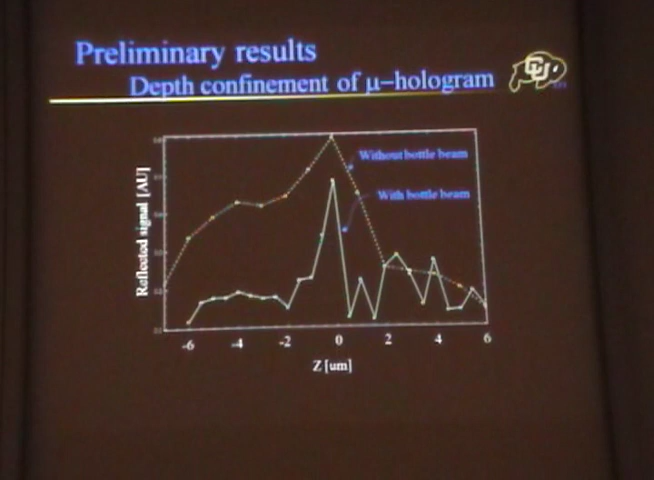 Preliminary results
Depth confinement of μ-hologram
CU
Without bottle beam
With bottle beam
Reflected signal [AU]
-6 -4 -2 0 2 4 6
Z [um]